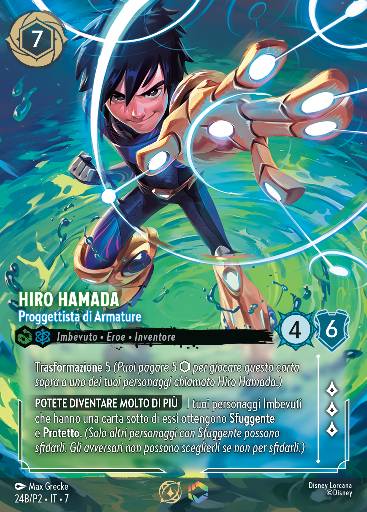 7
HIRO HAMADA
Progettista di Armature
Imbevuto • Eroe • Inventore
4
6
Trasformazione 5 (Puoi pagare 5 per giocare questa carta
sopra a uno dei tuoi personaggi chiamato Hiro Hamada.)
POTETE DIVENTARE MOLTO DI PIÙ I tuoi personaggi Imbevuti
che hanno una carta sotto di essi ottengono Sfuggente
e Protetto. (Solo altri personaggi con Sfuggente possono
sfidarli. Gli avversari non possono sceglierli se non per sfidarli.)
Max Grecke
24B/P2 • IT • 7
Disney Lorcana
©Disney